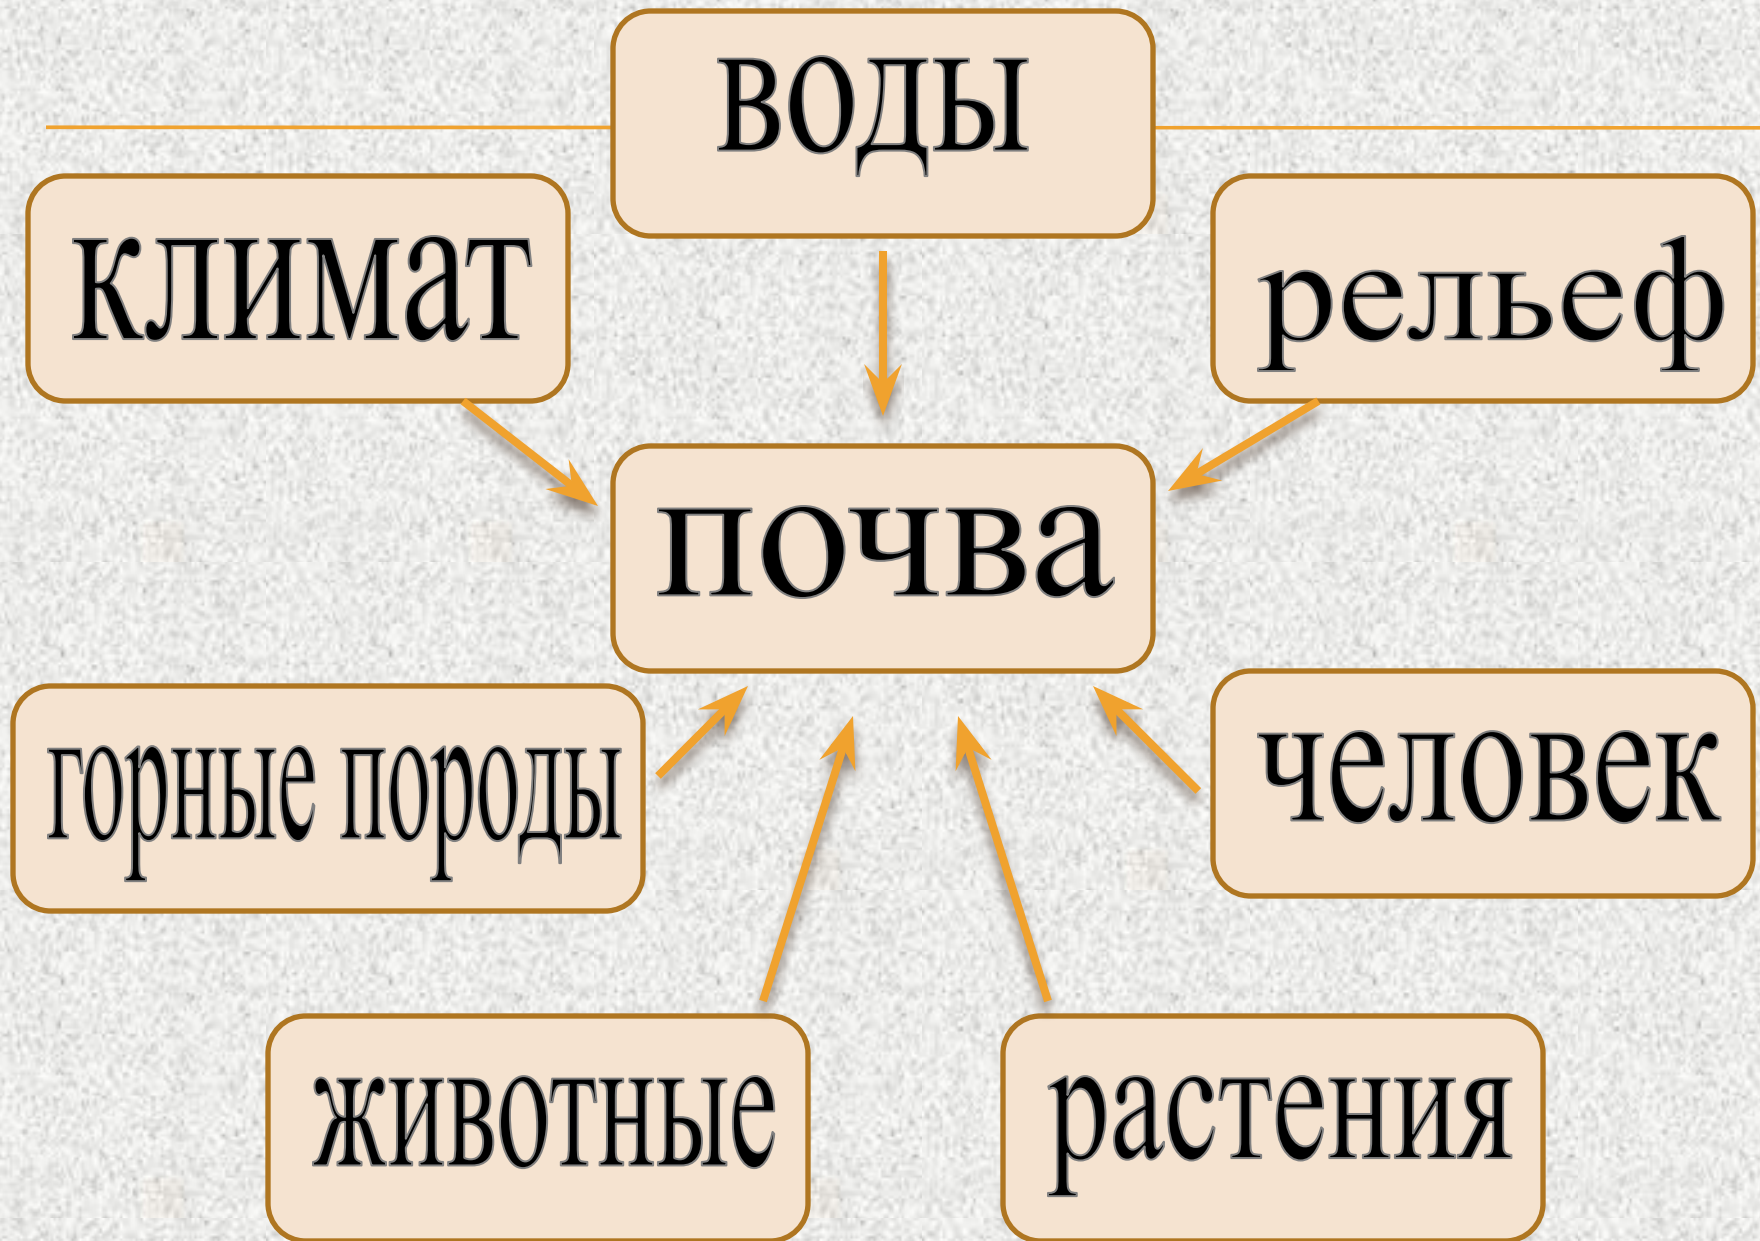 воды
климат
рельеф
почва
горные породы
человек
животные
растения